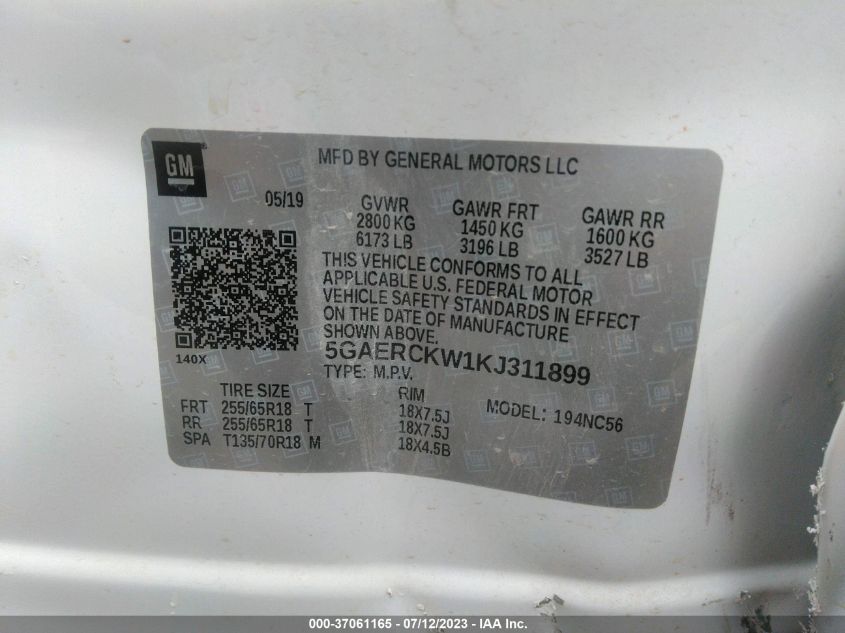 GM
MFD BY GENERAL MOTORS LLC
05/19
GVWR
2800 KG
6173 LB
GAWR FRT
1450 KG
3196 LB
GAWR RR
1600 KG
3527 LB
THIS VEHICLE CONFORMS TO ALL
APPLICABLE U.S. FEDERAL MOTOR
VEHICLE SAFETY STANDARDS IN EFFECT
ON THE DATE OF MANUFACTURE
SHOWN ABOVE.
140X
5GAERCKW1KJ311899
TYPE: M.P.V.
MODEL: 194NC56
TIRE SIZE RIM
FRT 255/65R18 T 18X7.5J
RR 255/65R18 T 18X7.5J
SPA T135/70R18 M 18X4.5B
000-37061165 - 07/12/2023 - IAA Inc.